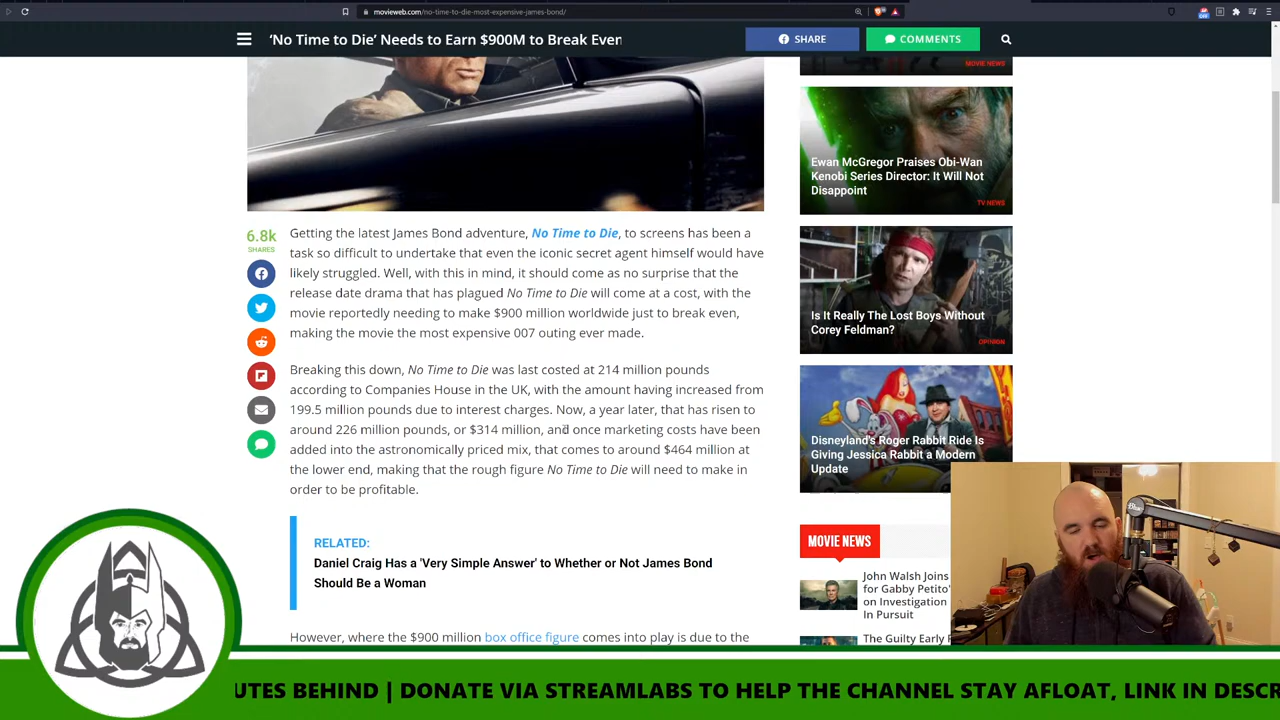 movieweb.com/no-time-to-die-most-expensive-james-bond/
‘No Time to Die’ Needs to Earn $900M to Break Even
SHARE
COMMENTS
MOVIE NEWS
Ewan McGregor Praises Obi-Wan
Kenobi Series Director: It Will Not
Disappoint
TV NEWS
6.8k
SHARES
Getting the latest James Bond adventure, No Time to Die, to screens has been a
task so difficult to undertake that even the iconic secret agent himself would have
likely struggled. Well, with this in mind, it should come as no surprise that the
release date drama that has plagued No Time to Die will come at a cost, with the
movie reportedly needing to make $900 million worldwide just to break even,
making the movie the most expensive 007 outing ever made.
Is It Really The Lost Boys Without
Corey Feldman?
OPINION
Breaking this down, No Time to Die was last costed at 214 million pounds
according to Companies House in the UK, with the amount having increased from
199.5 million pounds due to interest charges. Now, a year later, that has risen to
around 226 million pounds, or $314 million, and once marketing costs have been
added into the astronomically priced mix, that comes to around $464 million at
the lower end, making that the rough figure No Time to Die will need to make in
order to be profitable.
Disneyland's Roger Rabbit Ride Is
Giving Jessica Rabbit a Modern
Update
RELATED:
Daniel Craig Has a 'Very Simple Answer' to Whether or Not James Bond
Should Be a Woman
MOVIE NEWS
John Walsh Joins
for Gabby Petito'
on Investigation
In Pursuit
The Guilty Early
However, where the $900 million box office figure comes into play is due to the
UTES BEHIND | DONATE VIA STREAMLABS TO HELP THE CHANNEL STAY AFLOAT, LINK IN DESCR